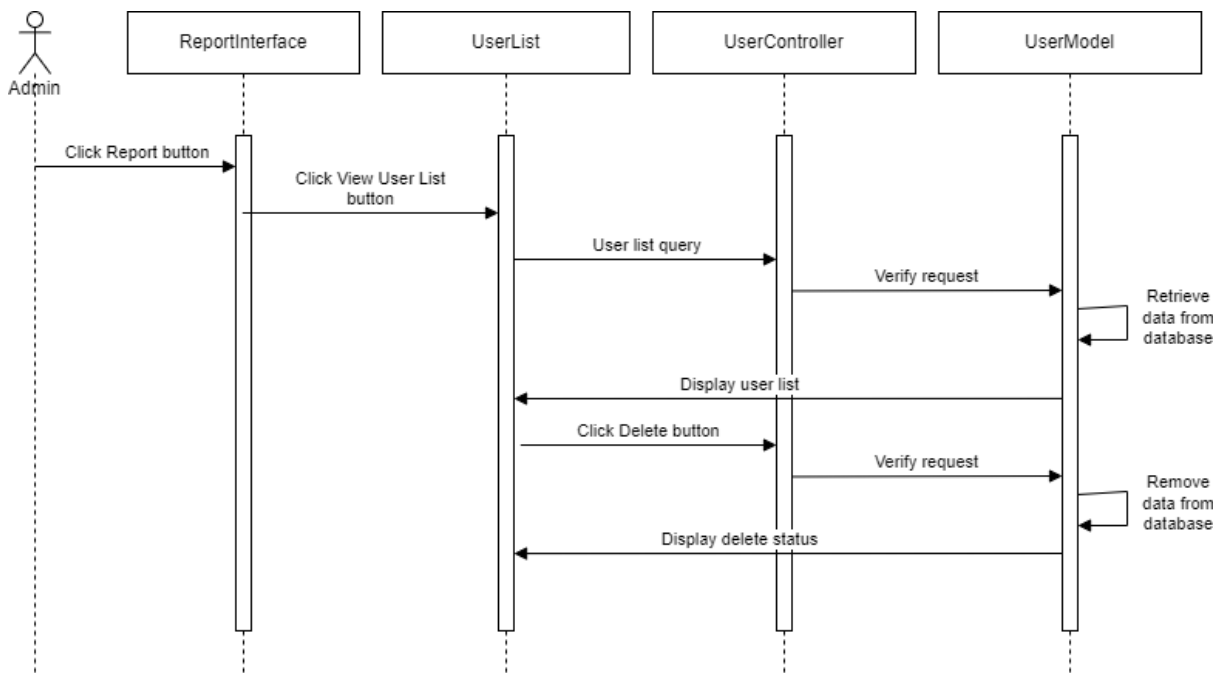 ReportInterface
UserList
UserController
UserModel
Admin
Click Report button
Click View User List
button
User list query
Verify request
Retrieve
data from
database
Display user list
Click Delete button
Verify request
Remove
data from
database
Display delete status